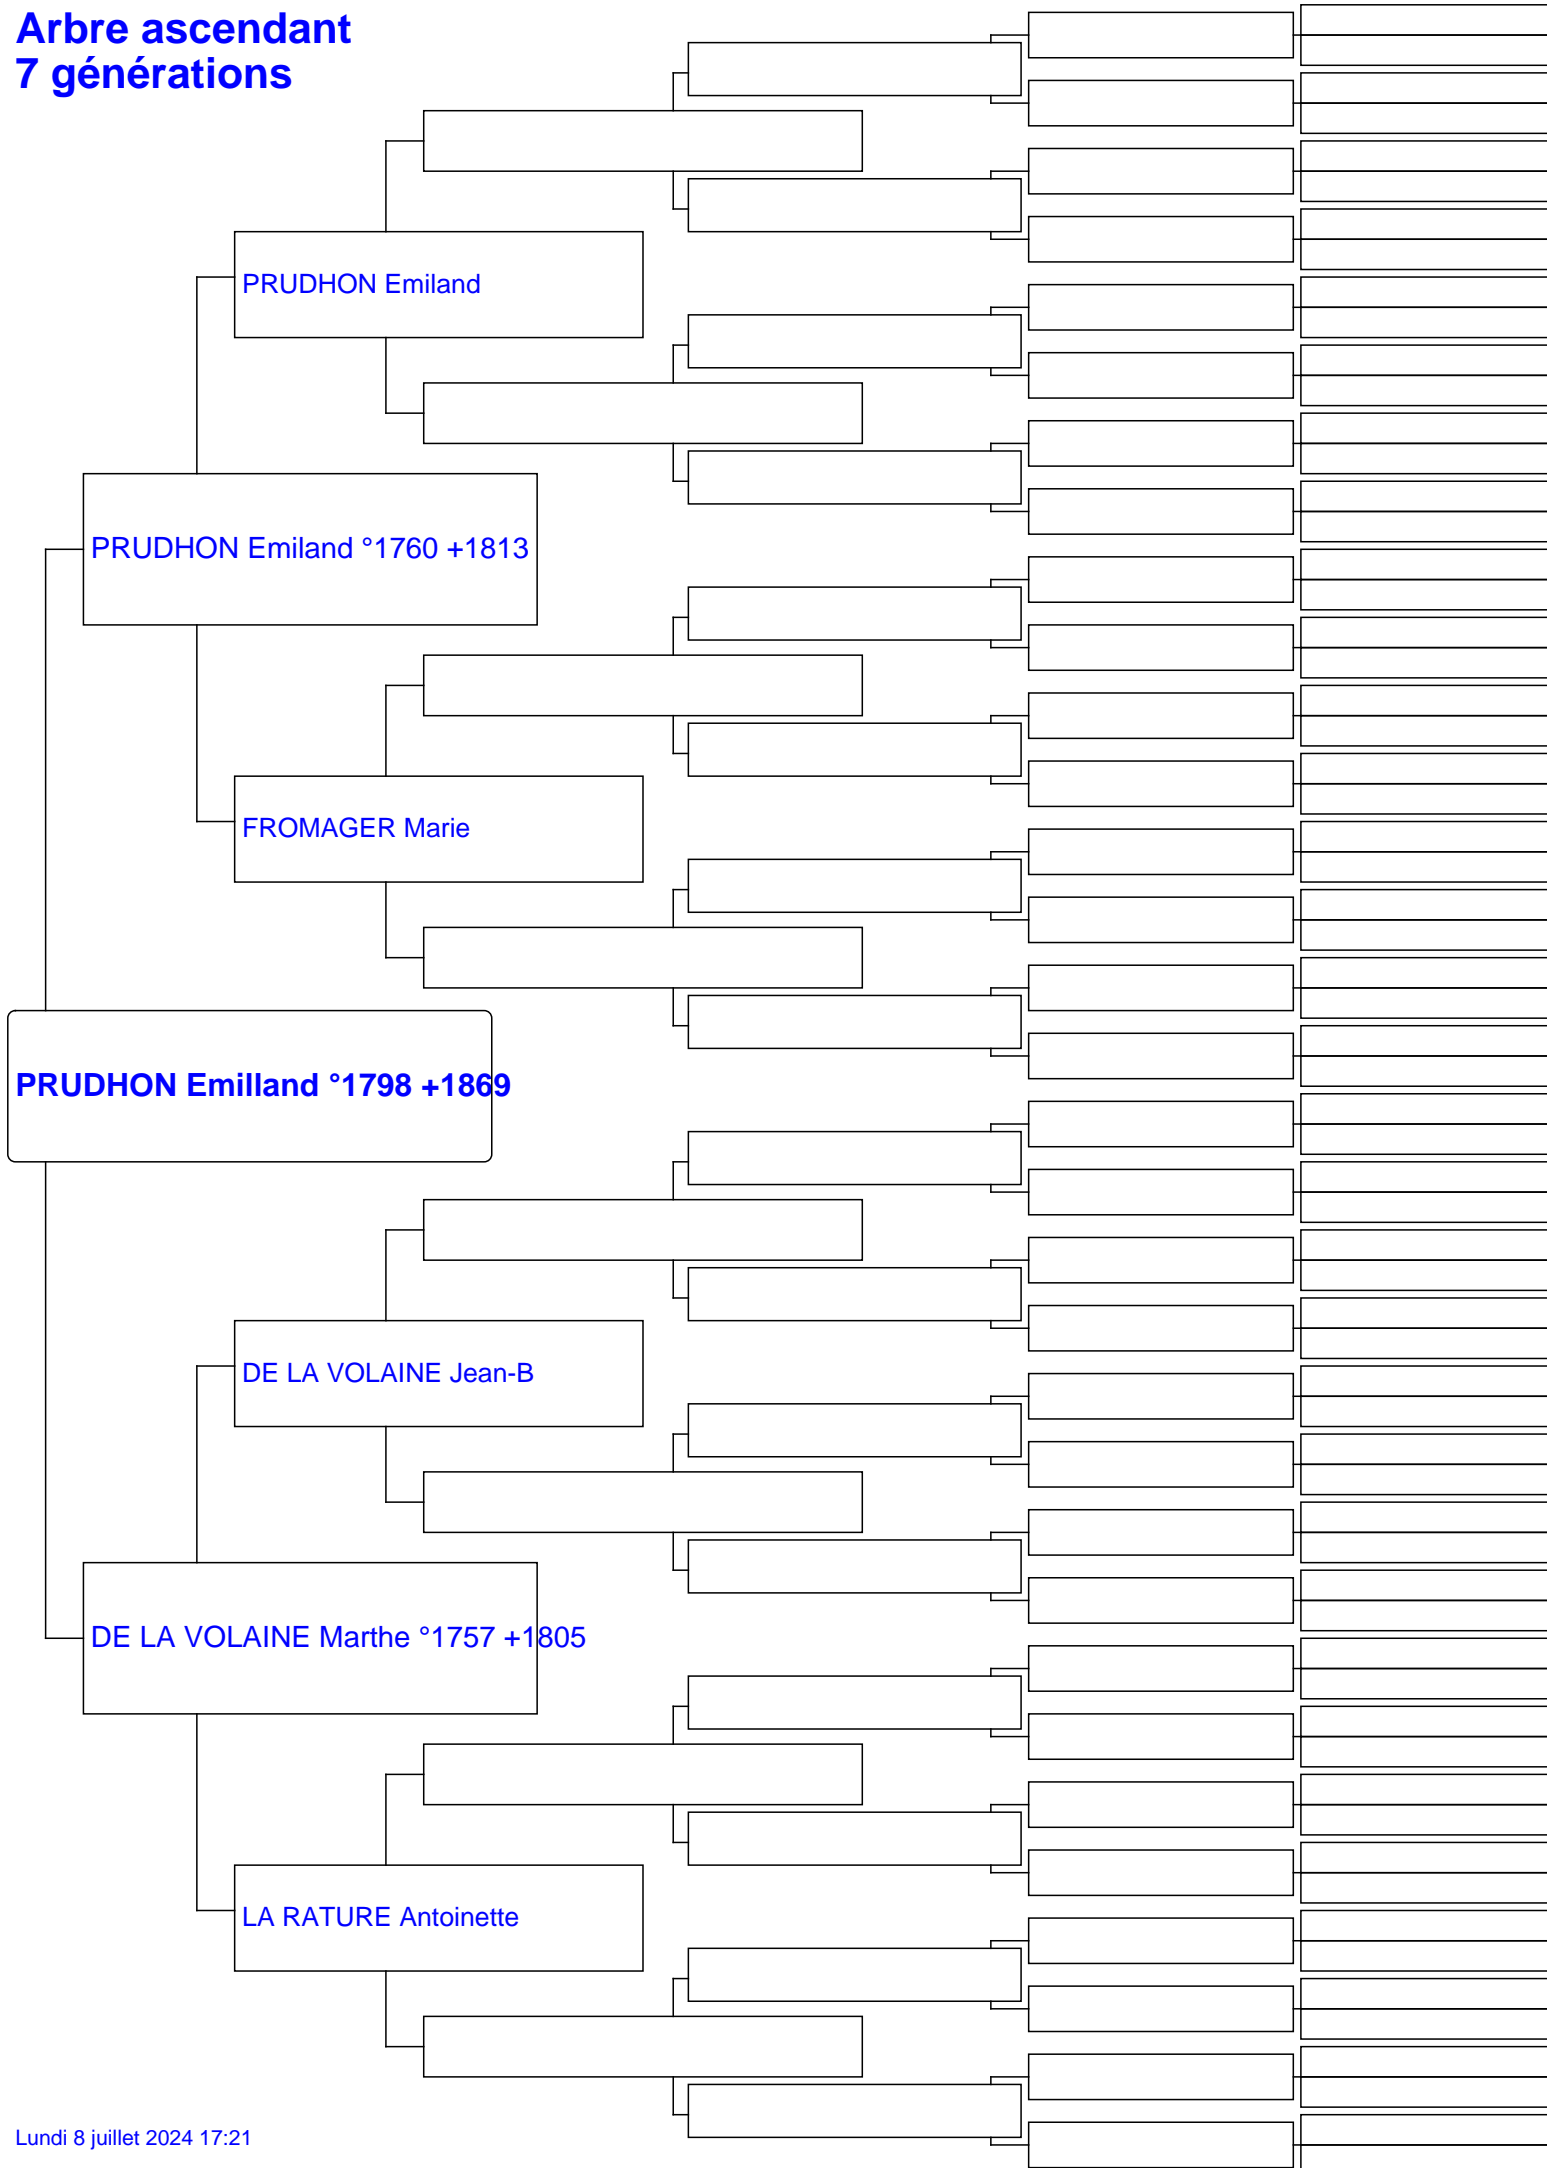 Arbre ascendant
7 générations
PRUDHON Emiland
PRUDHON Emiland °1760 +1813
FROMAGER Marie
PRUDHON Emilland °1798 +1869
DE LA VOLAINE Jean-B
DE LA VOLAINE Marthe °1757 +1805
LA RATURE Antoinette
Lundi 8 juillet 2024 17:21